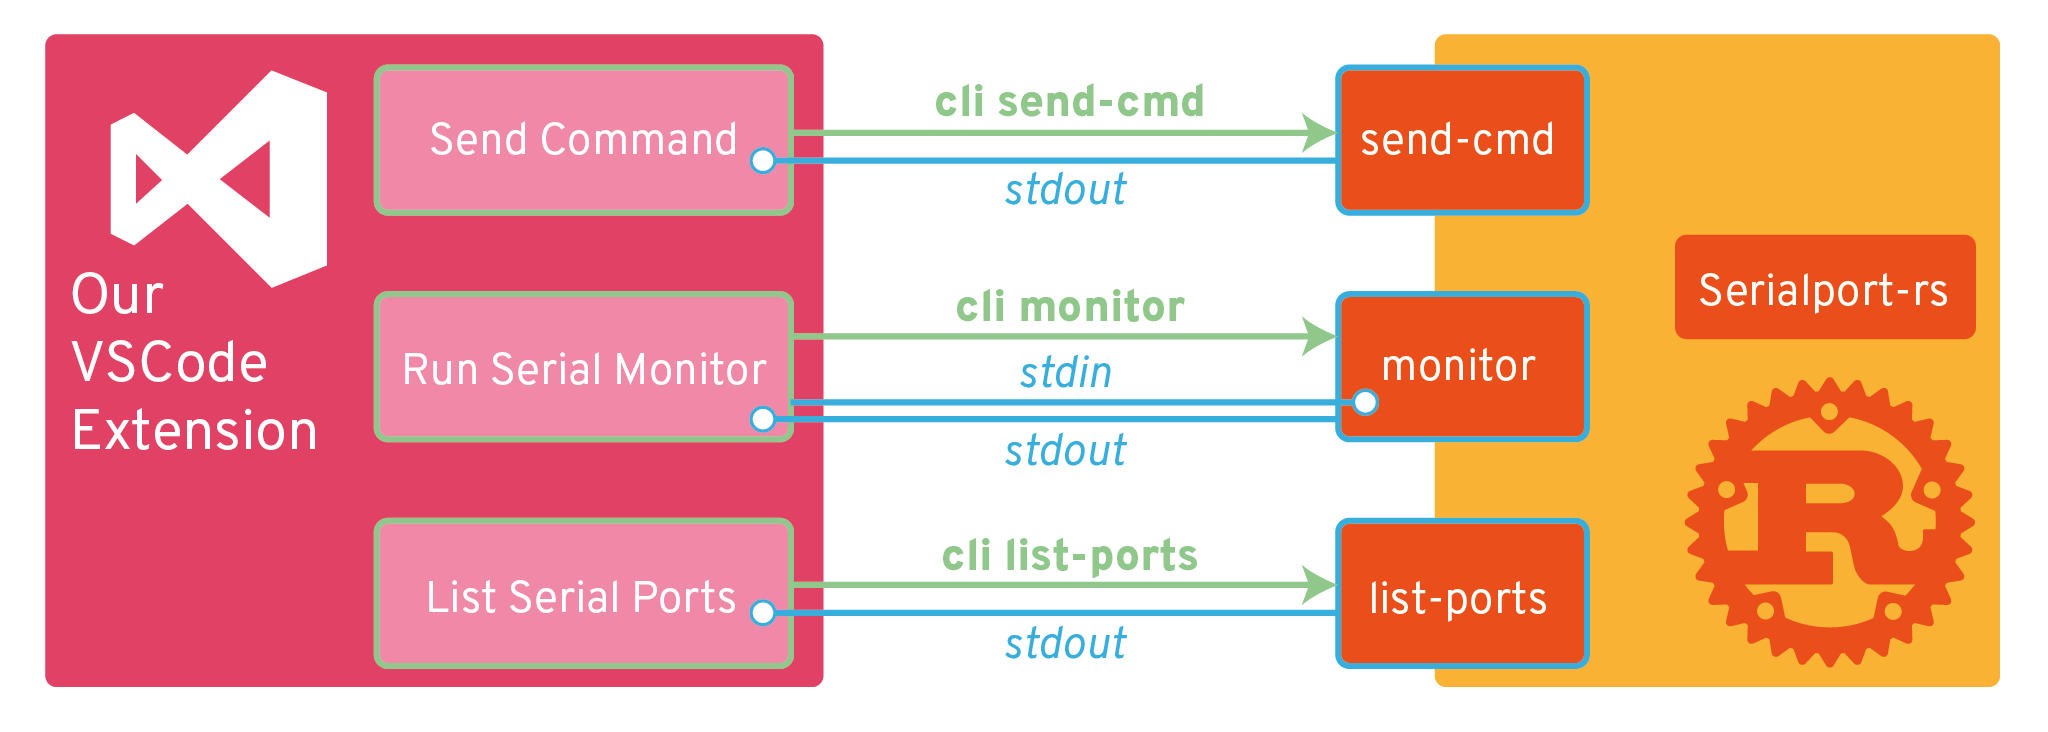 Our
VSCode
Extension
Send Command
cli send-cmd
stdout
send-cmd
Run Serial Monitor
cli monitor
stdin
stdout
monitor
List Serial Ports
cli list-ports
stdout
list-ports
Serialport-rs
R